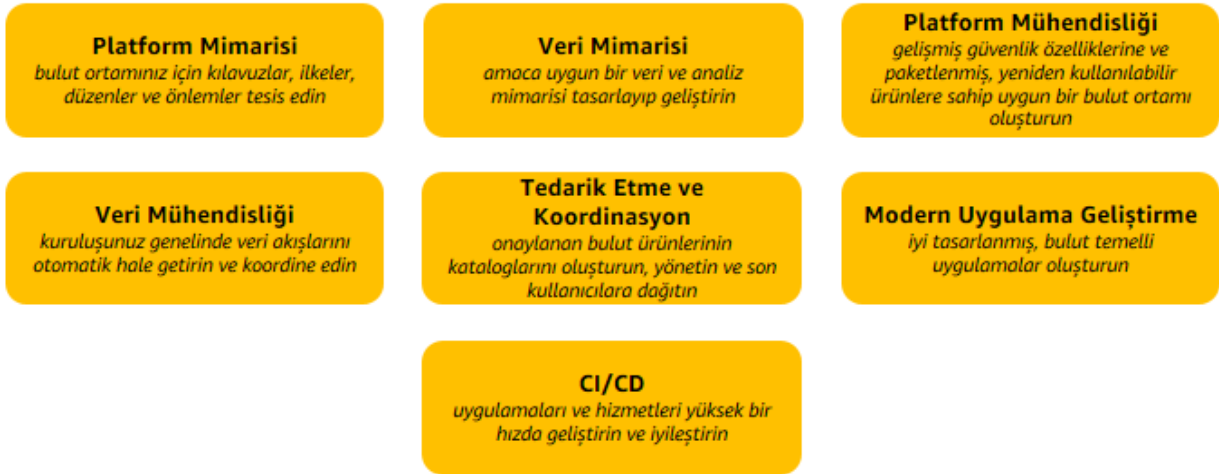 Platform Mimarisi
bulut ortamınız için kılavuzlar, ilkeler,
düzenler ve önlemler tesis edin
Veri Mimarisi
amaca uygun bir veri ve analiz
mimarisi tasarlayıp geliştirin
Platform Mühendisliği
gelişmiş güvenlik özelliklerine ve
paketlenmiş, yeniden kullanılabilir
ürünlere sahip uygun bir bulut ortamı
oluşturun
Veri Mühendisliği
kuruluşunuz genelinde veri akışlarını
otomatik hale getirin ve koordine edin
Tedarik Etme ve
Koordinasyon
onaylanan bulut ürünlerinin
kataloglarını oluşturun, yönetin ve son
kullanıcılara dağıtın
Modern Uygulama Geliştirme
iyi tasarlanmış, bulut temelli
uygulamalar oluşturun
CI/CD
uygulamaları ve hizmetleri yüksek bir
hızda geliştirin ve iyileştirin